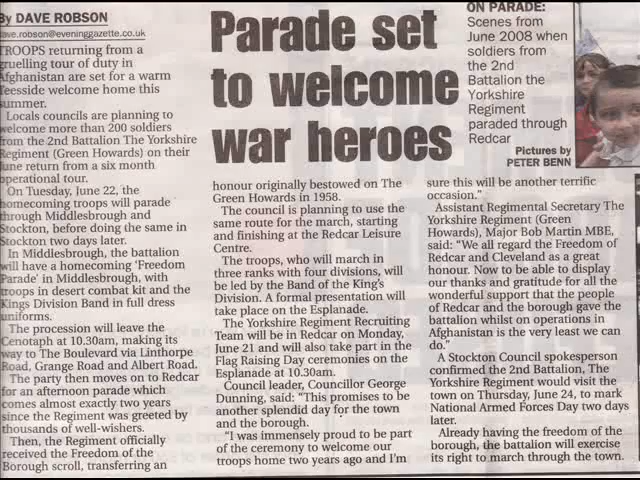 By DAVE ROBSON
dave.robson@eveninggazette.co.uk
TROOPS returning from a
gruelling tour of duty in
Afghanistan are set for a warm
Teesside welcome home this
summer.
Locals councils are planning to
welcome more than 200 soldiers
from the 2nd Battalion The Yorkshire
Regiment (Green Howards) on their
June return from a six month
operational tour.
On Tuesday, June 22, the
homecoming troops will parade
through Middlesbrough and
Stockton, before doing the same in
Stockton two days later.
In Middlesbrough, the battalion
will have a homecoming ‘Freedom
Parade’ in Middlesbrough, with
troops in desert combat kit and the
Kings Division Band in full dress
uniforms.
The procession will leave the
Cenotaph at 10.30am, making its
way to The Boulevard via Linthorpe
Road, Grange Road and Albert Road.
The party then moves on to Redcar
for an afternoon parade which
comes almost exactly two years
since the Regiment was greeted by
thousands of well-wishers.
Then, the Regiment officially
received the Freedom of the
Borough scroll, transferring an
Parade set
to welcome
war heroes
honour originally bestowed on The
Green Howards in 1958.
The council is planning to use the
same route for the march, starting
and finishing at the Redcar Leisure
Centre.
The troops, who will march in
three ranks with four divisions, will
be led by the Band of the King’s
Division. A formal presentation will
take place on the Esplanade.
The Yorkshire Regiment Recruiting
Team will be in Redcar on Monday,
June 21 and will also take part in the
Flag Raising Day ceremonies on the
Esplanade at 10.30am.
Council leader, Councillor George
Dunning, said: “This promises to be
another splendid day for the town
and the borough.
“I was immensely proud to be part
of the ceremony to welcome our
troops home two years ago and I’m
ON PARADE:
Scenes from
June 2008 when
soldiers from
the 2nd
Battalion the
Yorkshire
Regiment
paraded through
Redcar
Pictures by
PETER BENN
sure this will be another terrific
occasion.”
Assistant Regimental Secretary The
Yorkshire Regiment (Green
Howards), Major Bob Martin MBE,
said: “We all regard the Freedom of
Redcar and Cleveland as a great
honour. Now to be able to display
our thanks and gratitude for all the
wonderful support that the people
of Redcar and the borough gave the
battalion whilst on operations in
Afghanistan is the very least we can
do.”
A Stockton Council spokesperson
confirmed the 2nd Battalion, The
Yorkshire Regiment would visit the
town on Thursday, June 24, to mark
National Armed Forces Day two days
later.
Already having the freedom of the
borough, the battalion will exercise
its right to march through the town.